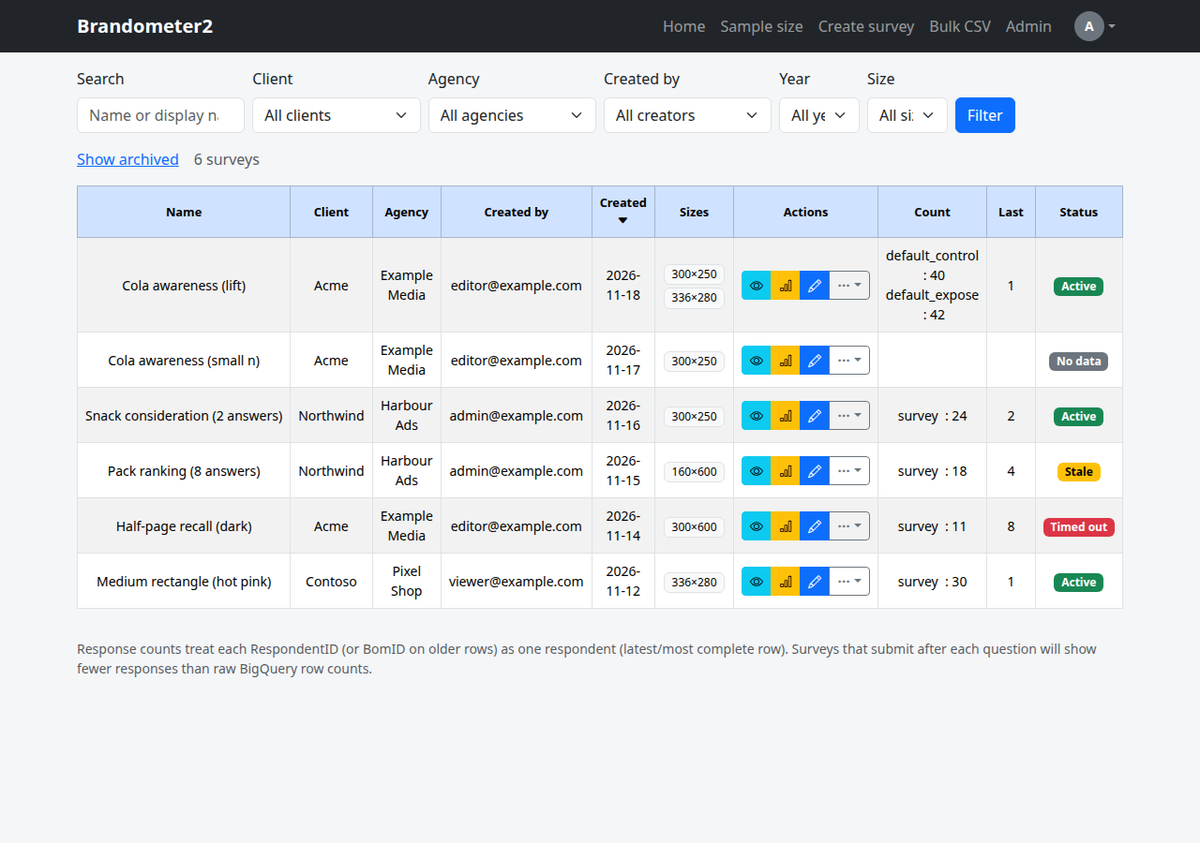 Brandometer2
Home Sample size Create survey Bulk CSV Admin A
Search Client Agency Created by Year Size
Name or display n All clients All agencies All creators All ye All si Filter
Show archived 6 surveys
Name Client Agency Created by Created Sizes Actions Count Last Status
Cola awareness (lift) Acme Example Media editor@example.com 2026-11-18 300×250 336×280 ... default_control : 40 default_expose : 42 1 Active
Cola awareness (small n) Acme Example Media editor@example.com 2026-11-17 300×250 ... No data
Snack consideration (2 answers) Northwind Harbour Ads admin@example.com 2026-11-16 300×250 ... survey : 24 2 Active
Pack ranking (8 answers) Northwind Harbour Ads admin@example.com 2026-11-15 160×600 ... survey : 18 4 Stale
Half-page recall (dark) Acme Example Media editor@example.com 2026-11-14 300×600 ... survey : 11 8 Timed out
Medium rectangle (hot pink) Contoso Pixel Shop viewer@example.com 2026-11-12 336×280 ... survey : 30 1 Active
Response counts treat each RespondentID (or BomID on older rows) as one respondent (latest/most complete row). Surveys that submit after each question will show
fewer responses than raw BigQuery row counts.